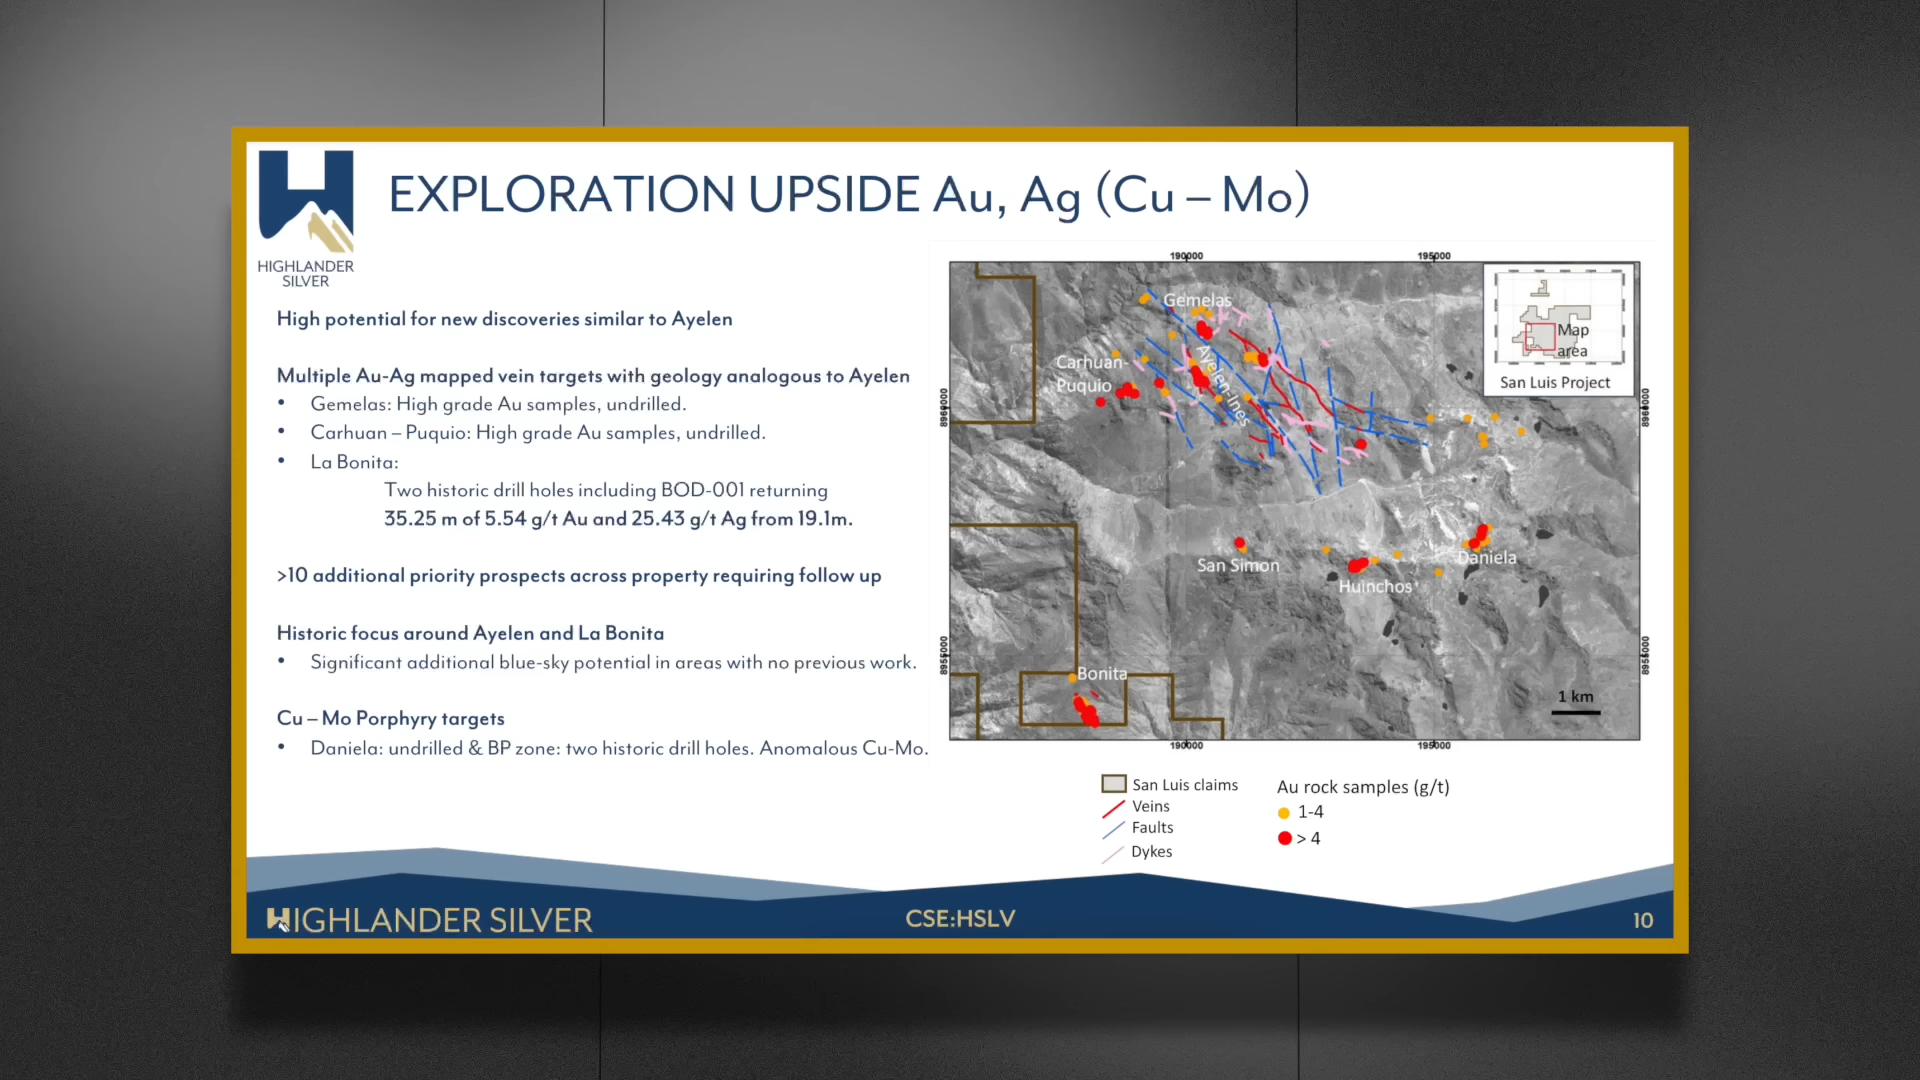 EXPLORATION UPSIDE Au, Ag (Cu – Mo)
HIGHLANDER
SILVER
High potential for new discoveries similar to Ayelen
Multiple Au-Ag mapped vein targets with geology analogous to Ayelen
• Gemelas: High grade Au samples, undrilled.
• Carhuan – Puquio: High grade Au samples, undrilled.
• La Bonita:
Two historic drill holes including BOD-001 returning
35.25 m of 5.54 g/t Au and 25.43 g/t Ag from 19.1m.
>10 additional priority prospects across property requiring follow up
Historic focus around Ayelen and La Bonita
• Significant additional blue-sky potential in areas with no previous work.
Cu – Mo Porphyry targets
• Daniela: undrilled & BP zone: two historic drill holes. Anomalous Cu-Mo.
190000
195000
Gemelas
Carhuan-
Puquio
Ayelen-Ines
Map
area
San Luis Project
8960000
8960000
San Simon
Huinchos
Daniela
8955000
8955000
Bonita
1 km
190000
195000
San Luis claims
Veins
Faults
Dykes
Au rock samples (g/t)
1-4
> 4
HIGHLANDER SILVER
CSE:HSLV
10